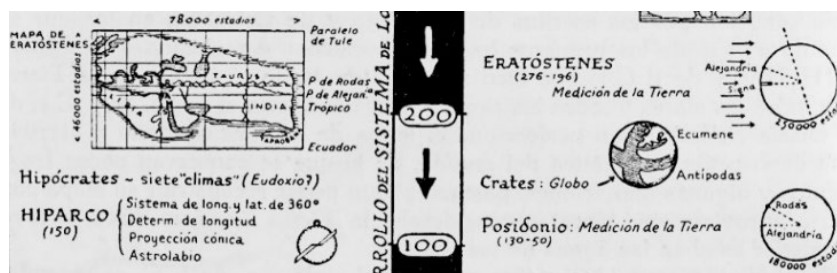 78000 estadios
MAPA DE
ERATÓSTENES
46000 estadios
Paralelo
de Tule
P de Rodas
P de Alejan.ª
Trópico
Ecuador
TAURUS
LIBIA
INDIA
TAPROBANE
Hipócrates ~ siete "climas" (Eudoxio?)
HIPARCO
(150)
Sistema de long. y lat. de 360°
Determ. de longitud
Proyección cónica
Astrolabio
RROLLO DEL SISTEMA DE
200
100
ERATÓSTENES
(276-196)
Medición de la Tierra
Alejandría
Siena
250000
Ecumene
Crates: Globo
Antípodas
Posidonio: Medición de la Tierra
(130-50)
Rodas
Alejandría
180000